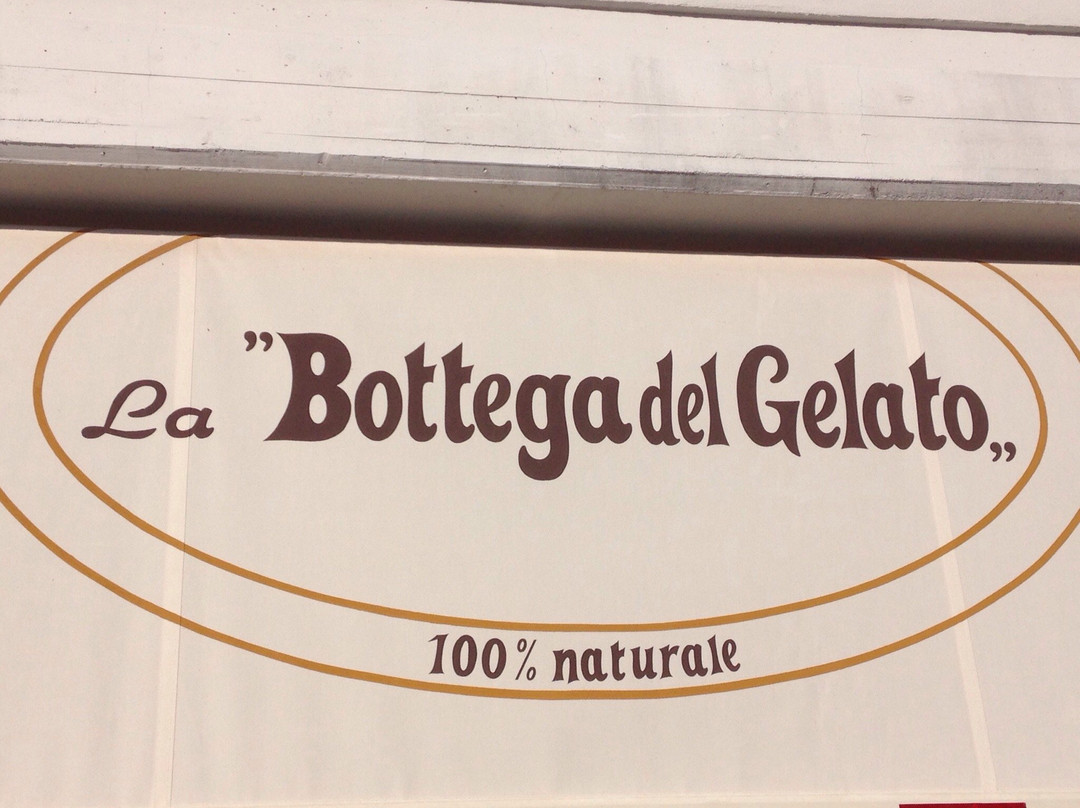 La ”Bottega del Gelato„
100% naturale